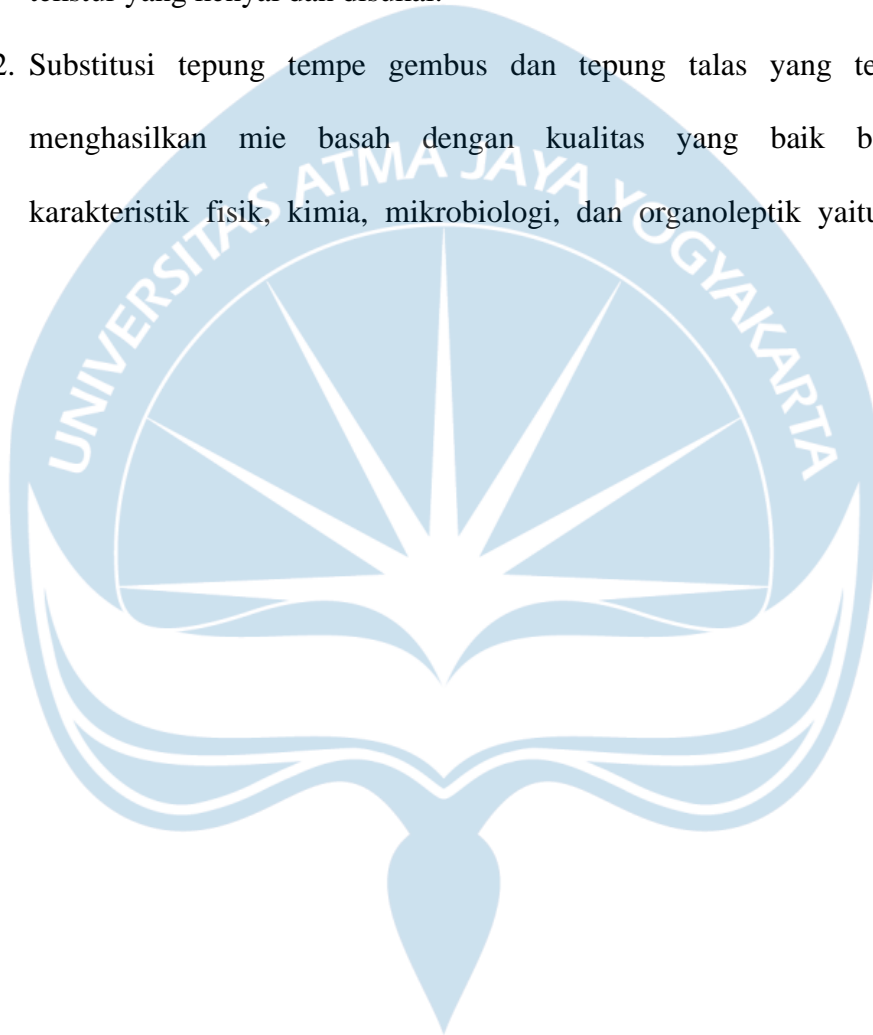 tekstur yang kenyal dan disukai.
2. Substitusi tepung tempe gembus dan tepung talas yang te
menghasilkan mie basah dengan kualitas yang baik b
karakteristik fisik, kimia, mikrobiologi, dan organoleptik yaitu
UNIVERSITAS ATMA JAYA YOGYAKARTA